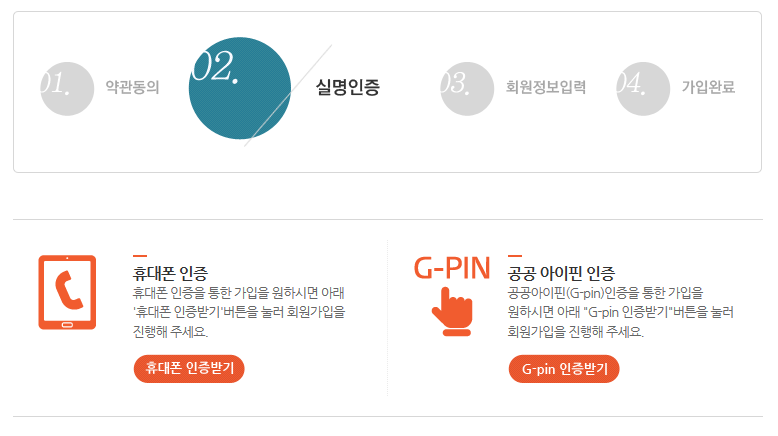 01.
약관동의
02.
실명인증
03.
회원정보입력
04.
가입완료
휴대폰 인증
휴대폰 인증을 통한 가입을 원하시면 아래
'휴대폰 인증받기'버튼을 눌러 회원가입을
진행해 주세요.
휴대폰 인증받기
G-PIN
공공 아이핀 인증
공공아이핀(G-pin)인증을 통한 가입을
원하시면 아래 "G-pin 인증받기"버튼을 눌러
회원가입을 진행해 주세요.
G-pin 인증받기